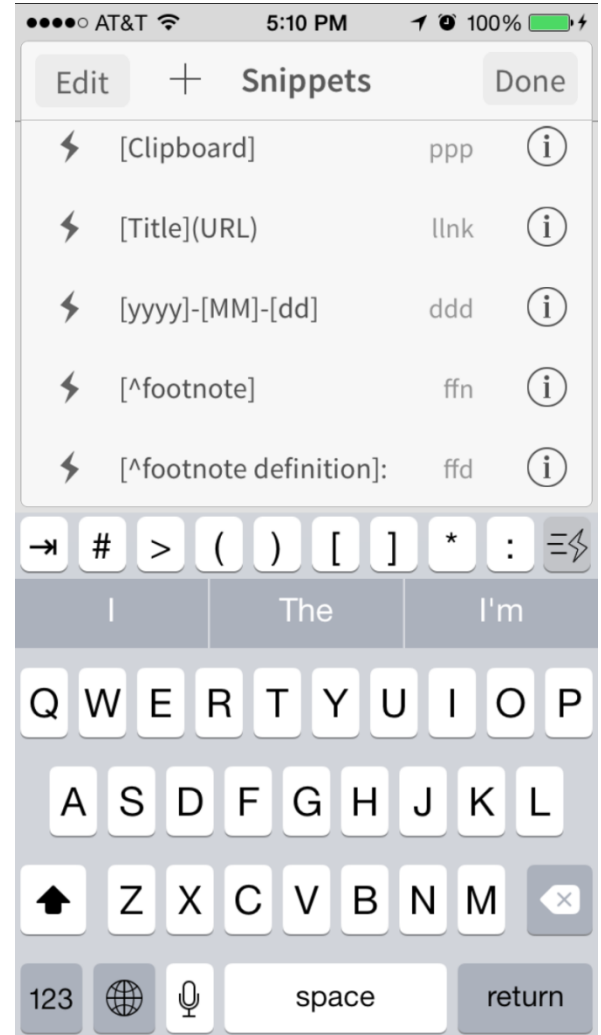 AT&T 5:10 PM 100%
Edit + Snippets Done
[Clipboard] ppp i
[Title](URL) llnk i
[yyyy]-[MM]-[dd] ddd i
[^footnote] ffn i
[^footnote definition]: ffd i
# > ( ) [ ] * :
I The I'm
Q W E R T Y U I O P
A S D F G H J K L
Z X C V B N M
123 space return